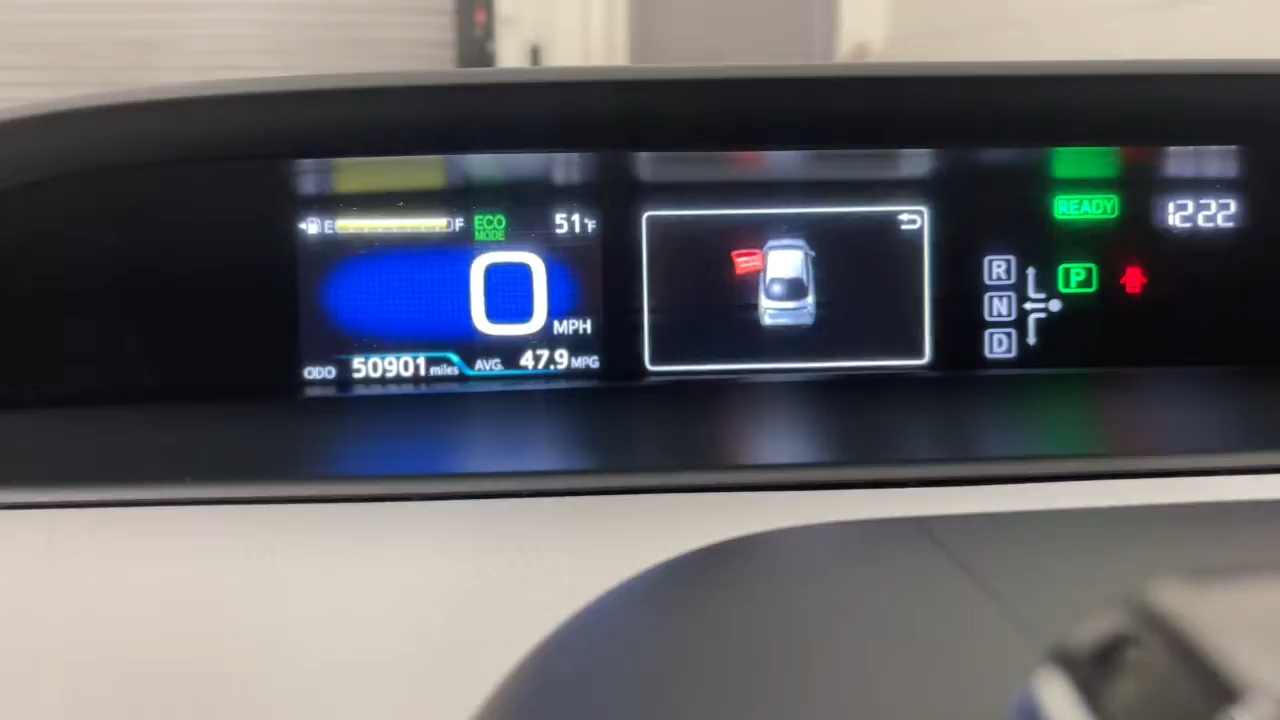 E F ECO MODE 51°F
0 MPH
ODO 50901 miles AVG. 47.9 MPG
READY 12:22
R P
N
D